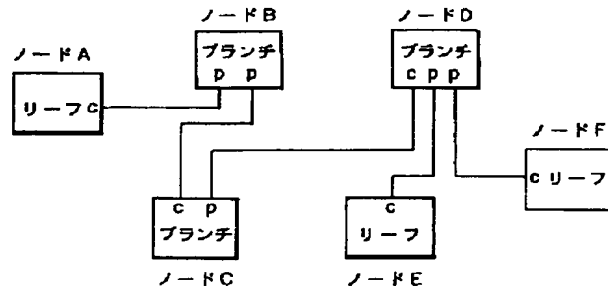 ノードA
リーフ c
ノードB
ブランチ
p p
ノードD
ブランチ
c p p
ノードF
c リーフ
c p
ブランチ
ノードC
c
リーフ
ノードE